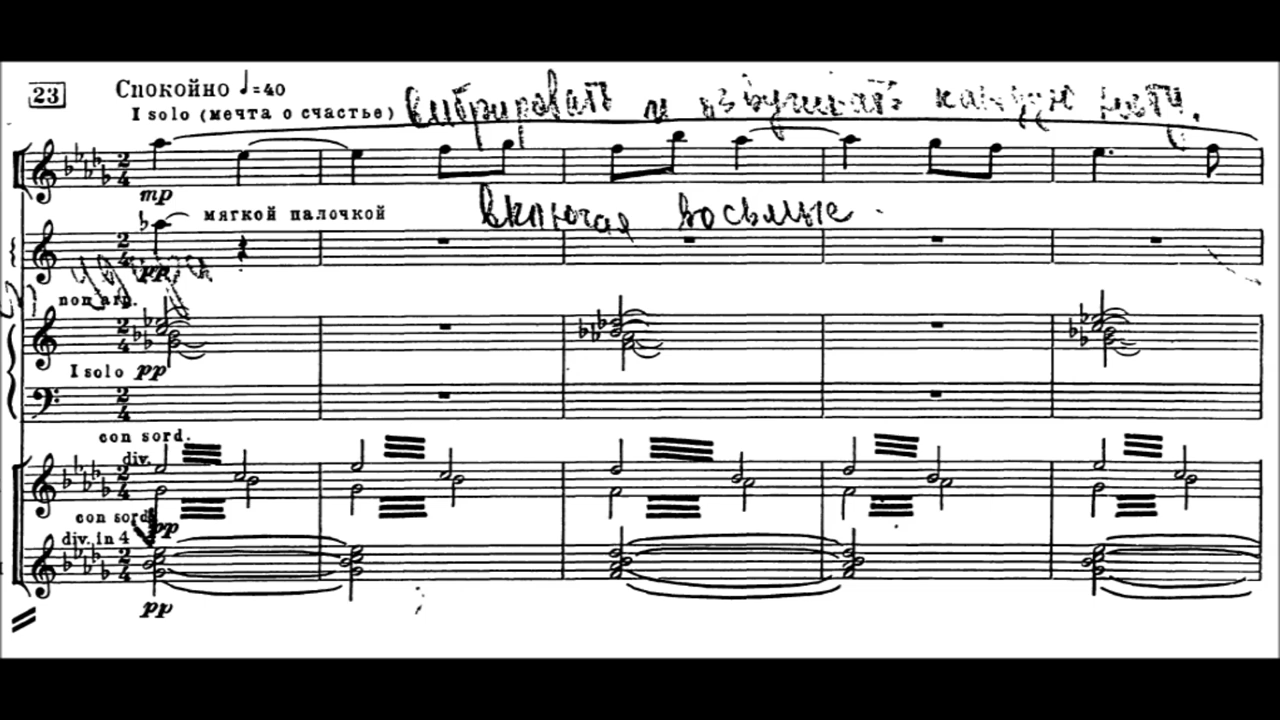 23
Спокойно ♩=40
I solo (мечта о счастье) вибрировать и озвучивать каждую ноту,
mp
мягкой палочкой включая восьмые.
pp
non arp.
I solo pp
con sord.
div.
con sord.
pp
div. in 4
pp